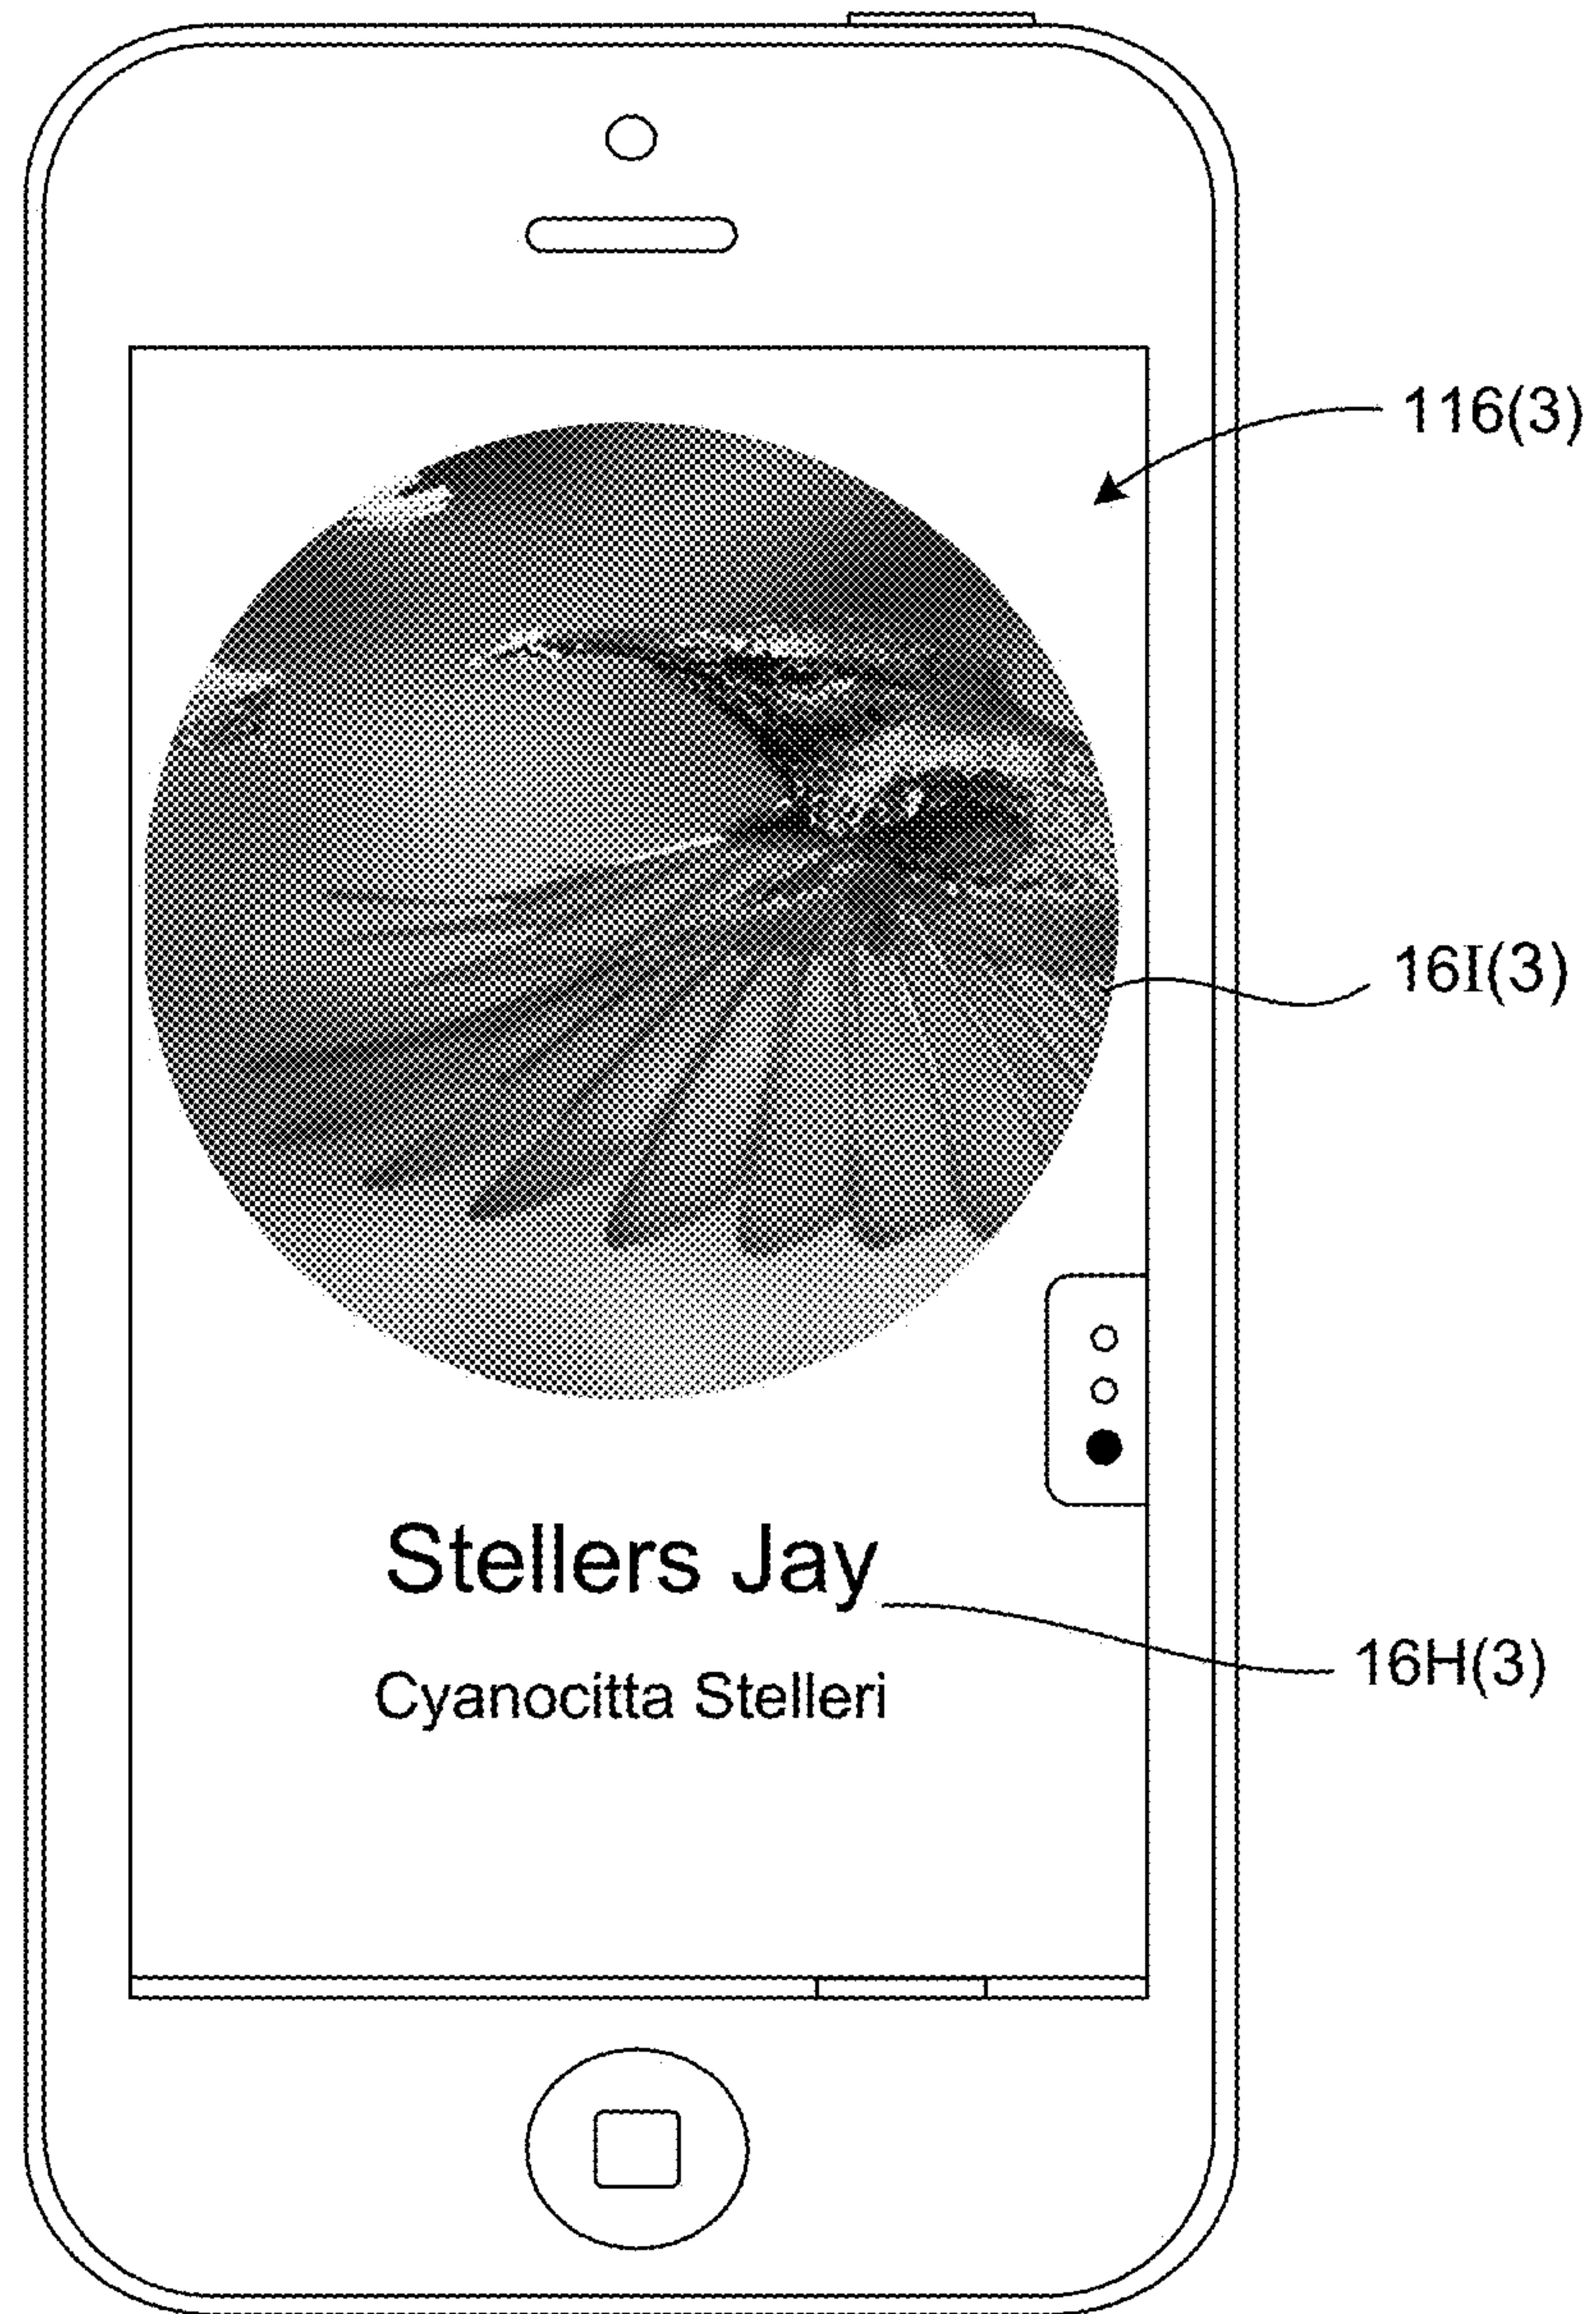 116(3)
16I(3)
Stellers Jay
16H(3)
Cyanocitta Stelleri